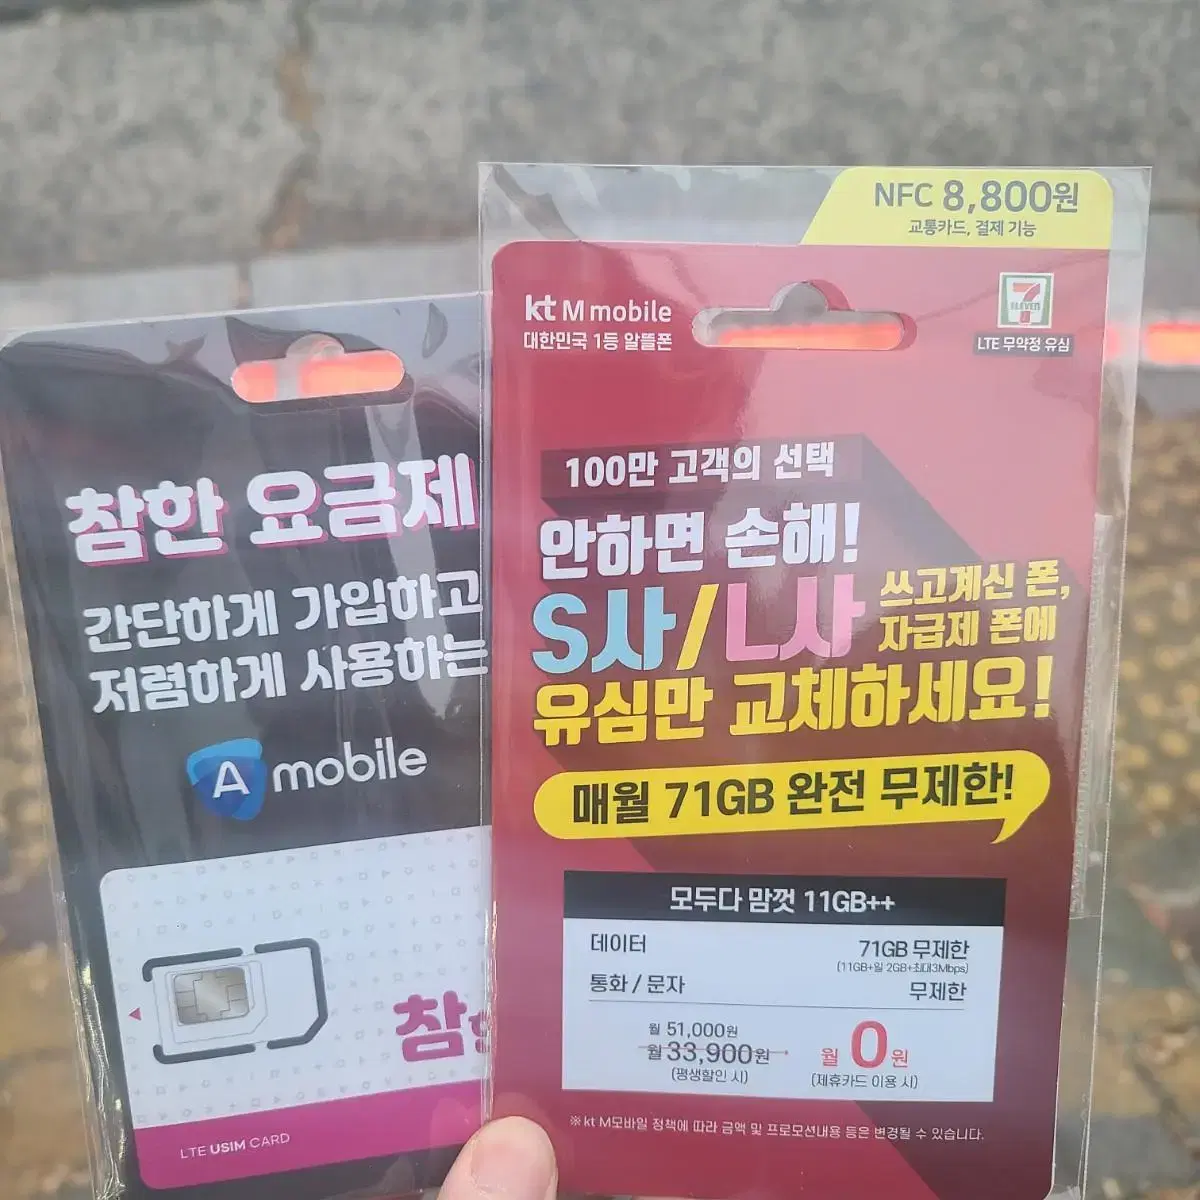 참한 요금제
간단하게 가입하고
저렴하게 사용하는
A mobile
참한
LTE USIM CARD
NFC 8,800원
교통카드, 결제 기능
kt M mobile
대한민국 1등 알뜰폰
7
ELEVEN
LTE 무약정 유심
100만 고객의 선택
안하면 손해!
S사/L사
쓰고계신 폰,
자급제 폰에
유심만 교체하세요!
매월 71GB 완전 무제한!
모두다 맘껏 11GB++
데이터 71GB 무제한
(11GB+일 2GB+최대3Mbps)
통화 / 문자 무제한
월 51,000원
월 33,900원
(평생할인 시)
월 0원
(제휴카드 이용 시)
※ kt M모바일 정책에 따라 금액 및 프로모션내용 등은 변경될 수 있습니다.